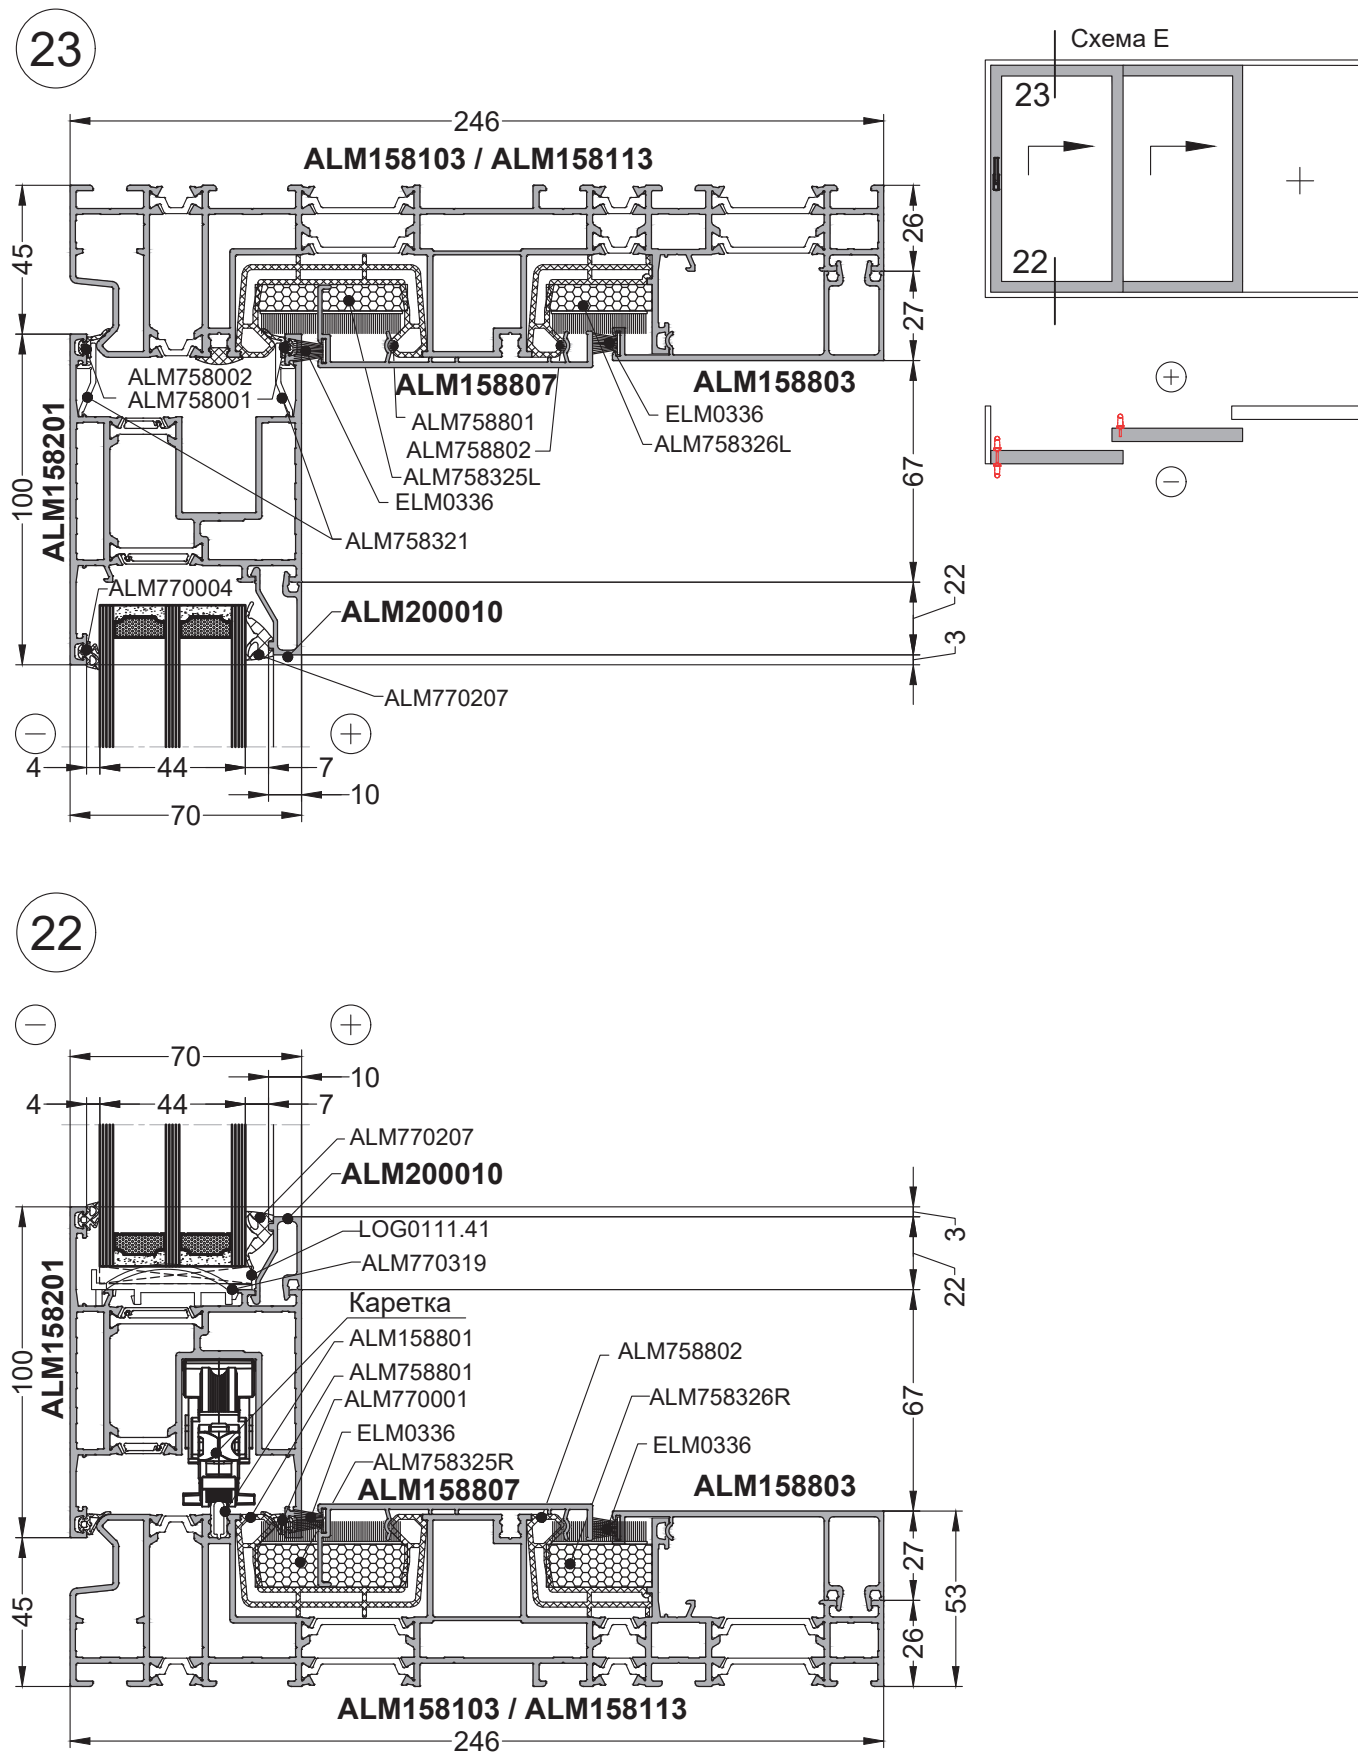 23
Схема E
23
22
246
ALM158103 / ALM158113
45
26
27
ALM758002
ALM758001
ALM158807
ALM158803
ALM758801
ELM0336
ALM758802
ALM758326L
ALM758325L
ELM0336
ALM758321
ALM158201
100
67
ALM770004
ALM200010
22
3
ALM770207
4
44
7
10
70
22
70
10
4
44
7
ALM770207
ALM200010
LOG0111.41
ALM770319
3
22
Каретка
ALM158801
ALM758801
ALM770001
ELM0336
ALM758325R
ALM158807
ALM758802
ALM758326R
ELM0336
ALM158803
ALM158201
100
67
45
27
26
53
ALM158103 / ALM158113
246